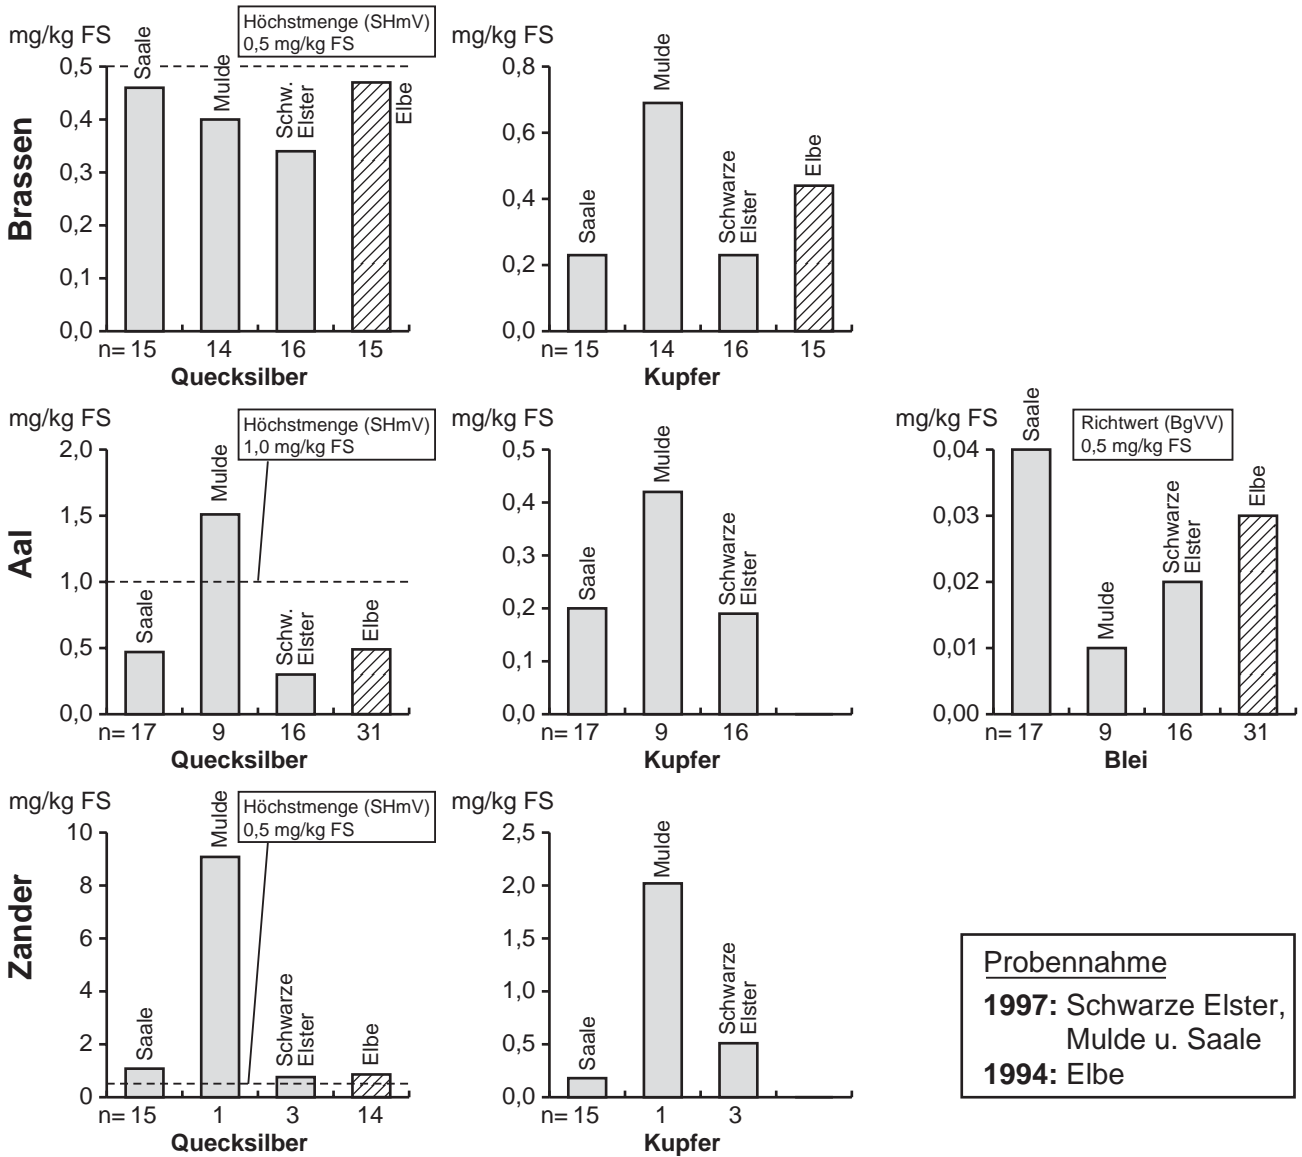 mg/kg FS
Höchstmenge (SHmV)
0,5 mg/kg FS
Brassen
0,5
0,4
0,3
0,2
0,1
0,0
Saale
Mulde
Schw.
Elster
Elbe
n= 15 14 16 15
Quecksilber
mg/kg FS
0,8
0,6
0,4
0,2
0,0
Saale
Mulde
Schwarze
Elster
Elbe
n= 15 14 16 15
Kupfer
mg/kg FS
Höchstmenge (SHmV)
1,0 mg/kg FS
Aal
2,0
1,5
1,0
0,5
0,0
Saale
Mulde
Schw.
Elster
Elbe
n= 17 9 16 31
Quecksilber
mg/kg FS
0,5
0,4
0,3
0,2
0,1
0,0
Saale
Mulde
Schwarze
Elster
n= 17 9 16
Kupfer
mg/kg FS
Richtwert (BgVV)
0,5 mg/kg FS
0,04
0,03
0,02
0,01
0,00
Saale
Mulde
Schwarze
Elster
Elbe
n= 17 9 16 31
Blei
mg/kg FS
Höchstmenge (SHmV)
0,5 mg/kg FS
Zander
10
8
6
4
2
0
Saale
Mulde
Schwarze
Elster
Elbe
n= 15 1 3 14
Quecksilber
mg/kg FS
2,5
2,0
1,5
1,0
0,5
0,0
Saale
Mulde
Schwarze
Elster
n= 15 1 3
Kupfer
Probennahme
1997: Schwarze Elster,
Mulde u. Saale
1994: Elbe